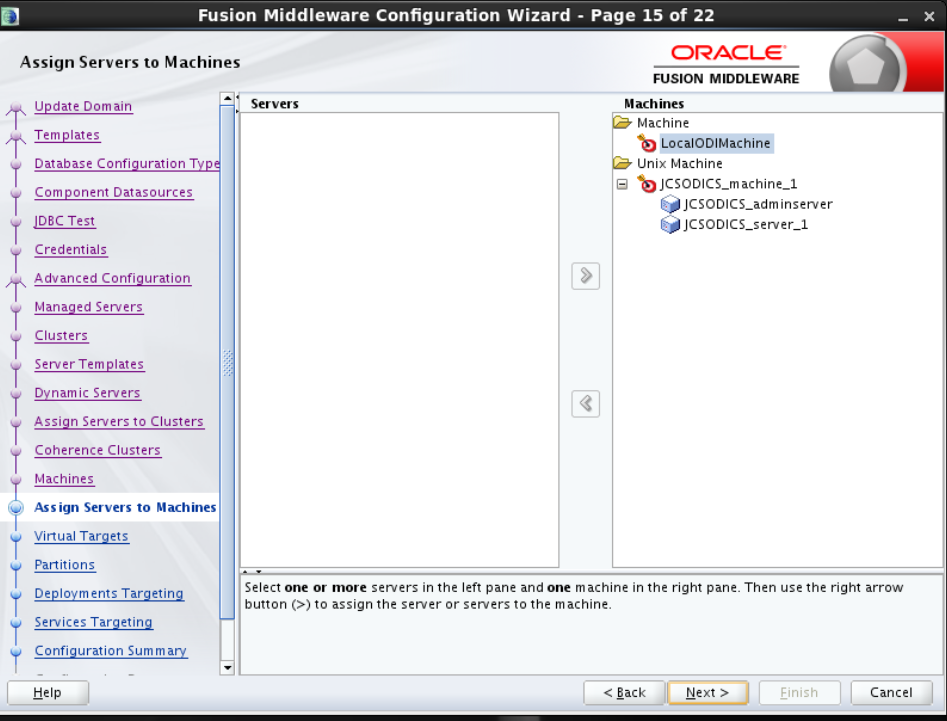 Fusion Middleware Configuration Wizard - Page 15 of 22
Assign Servers to Machines
ORACLE
FUSION MIDDLEWARE
Update Domain
Templates
Database Configuration Type
Component Datasources
JDBC Test
Credentials
Advanced Configuration
Managed Servers
Clusters
Server Templates
Dynamic Servers
Assign Servers to Clusters
Coherence Clusters
Machines
Assign Servers to Machines
Virtual Targets
Partitions
Deployments Targeting
Services Targeting
Configuration Summary
Servers
Machines
Machine
LocalODIMachine
Unix Machine
JCSODICS_machine_1
JCSODICS_adminserver
JCSODICS_server_1
Select one or more servers in the left pane and one machine in the right pane. Then use the right arrow
button (>) to assign the server or servers to the machine.
Help
< Back
Next >
Finish
Cancel